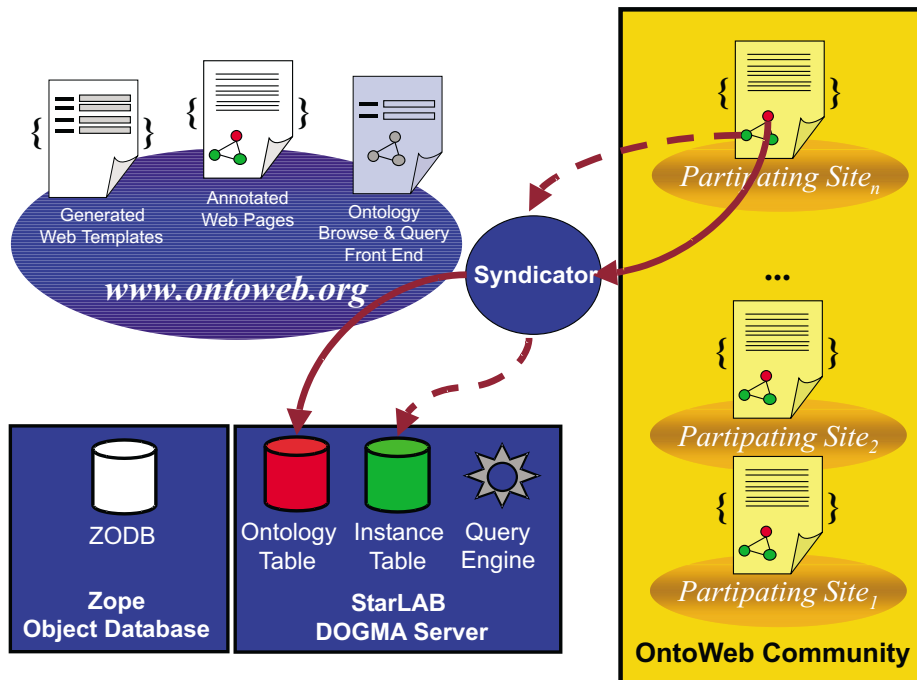 { }
{ }
Generated
Web Templates
Annotated
Web Pages
Ontology
Browse & Query
Front End
www.ontoweb.org
Syndicator
ZODB
Zope
Object Database
Ontology
Table
Instance
Table
Query
Engine
StarLAB
DOGMA Server
{ }
Partipating Siteₙ
...
{ }
Partipating Site₂
{ }
Partipating Site₁
OntoWeb Community